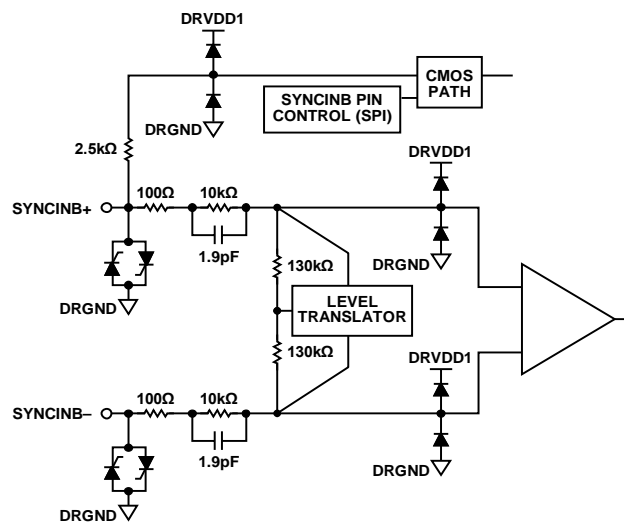 DRVDD1
CMOS
PATH
SYNCINB PIN
CONTROL (SPI)
DRGND
2.5kΩ
DRVDD1
100Ω
10kΩ
SYNCINB+
1.9pF
DRGND
130kΩ
DRGND
LEVEL
TRANSLATOR
130kΩ
DRVDD1
100Ω
10kΩ
SYNCINB–
1.9pF
DRGND
DRGND